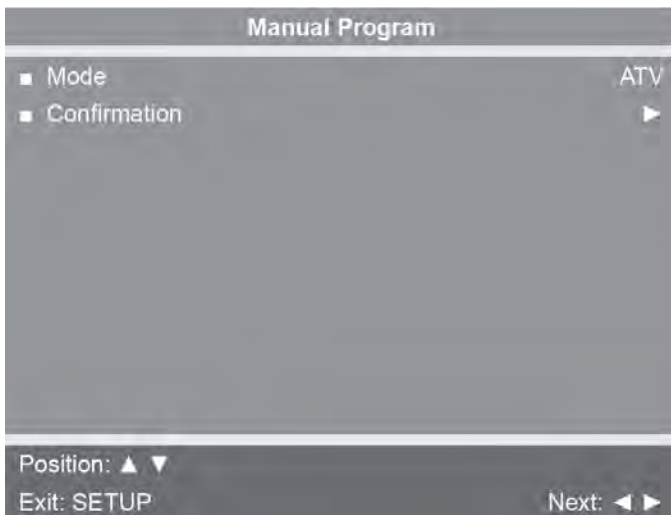 Manual Program
■ Mode ATV
■ Confirmation ►
Position: ▲ ▼
Exit: SETUP Next: ◄ ►